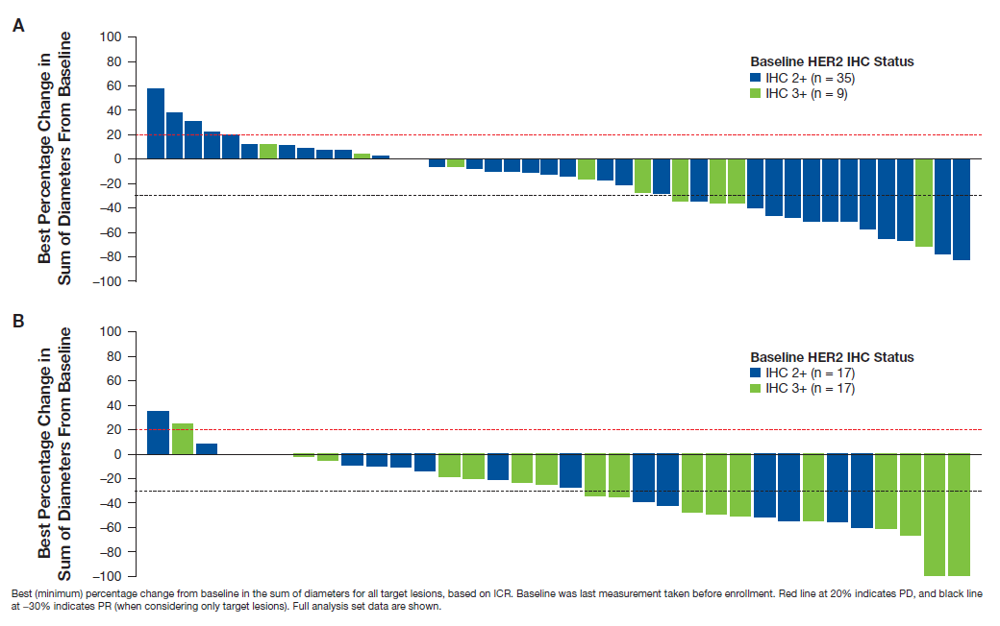 A
Best Percentage Change in
Sum of Diameters From Baseline
100
80
60
40
20
0
–20
–40
–60
–80
–100
Baseline HER2 IHC Status
IHC 2+ (n = 35)
IHC 3+ (n = 9)
B
Best Percentage Change in
Sum of Diameters From Baseline
100
80
60
40
20
0
–20
–40
–60
–80
–100
Baseline HER2 IHC Status
IHC 2+ (n = 17)
IHC 3+ (n = 17)
Best (minimum) percentage change from baseline in the sum of diameters for all target lesions, based on ICR. Baseline was last measurement taken before enrollment. Red line at 20% indicates PD, and black line
at –30% indicates PR (when considering only target lesions). Full analysis set data are shown.